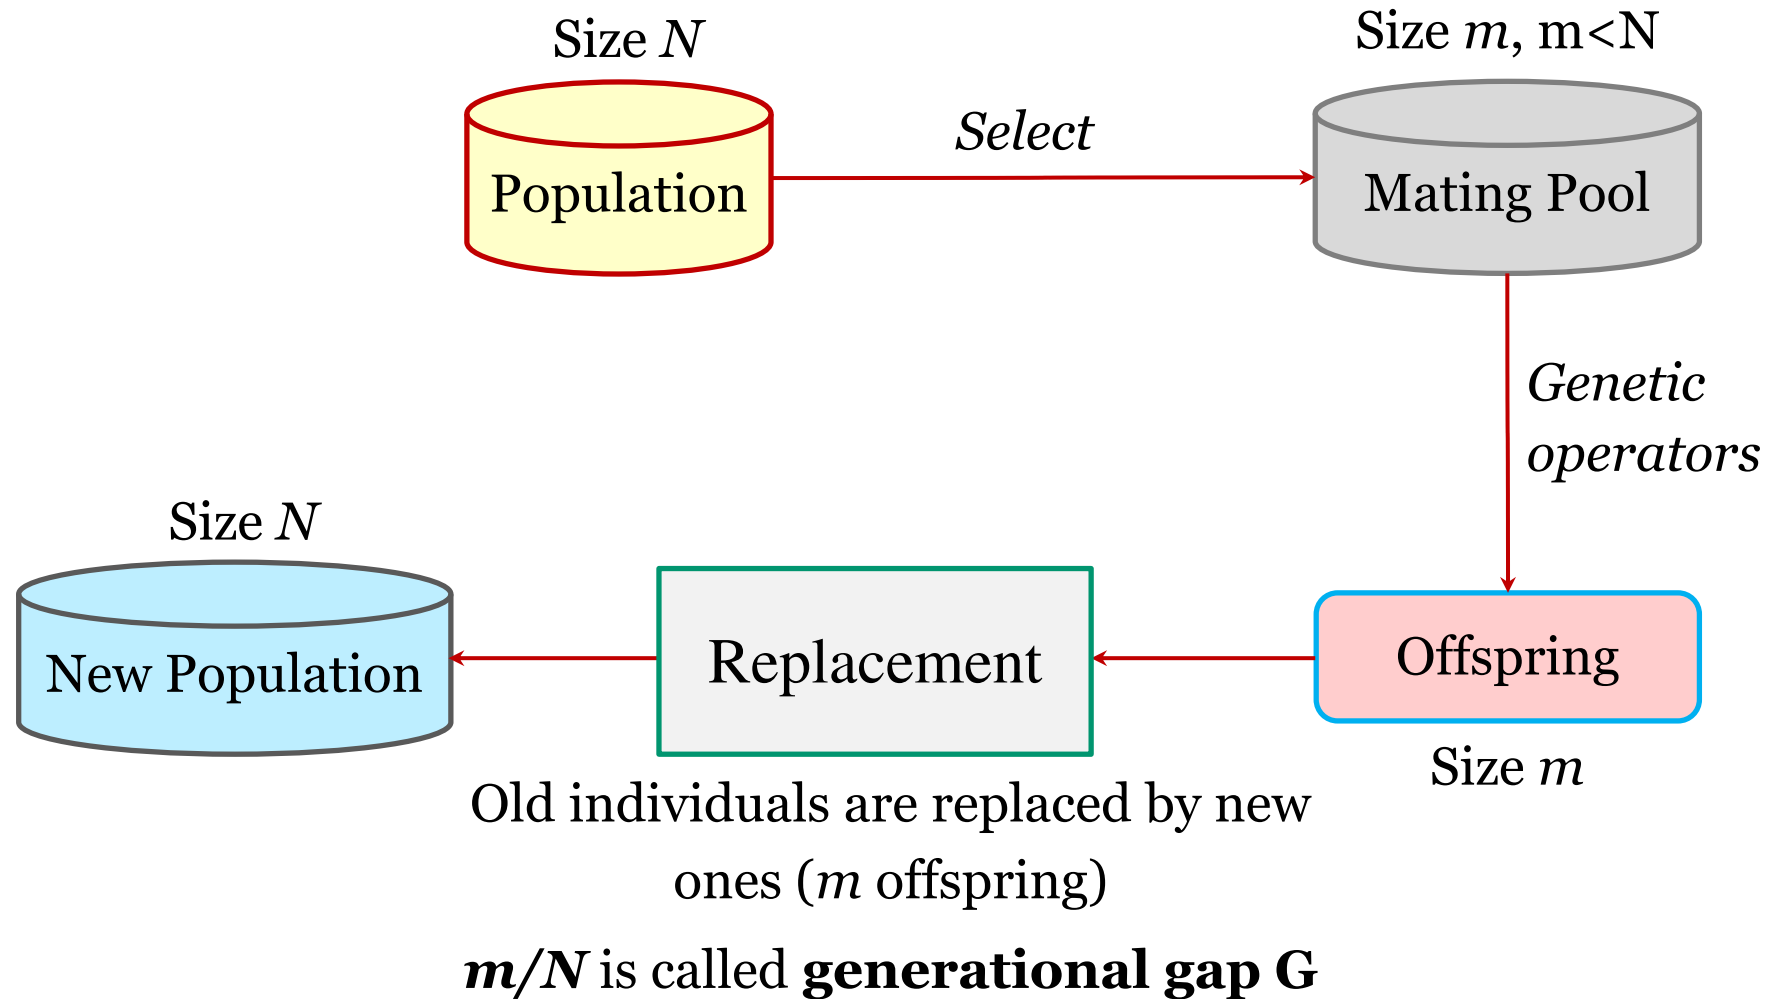 Size N
Size m, m<N
Select
Population
Mating Pool
Genetic
operators
Size N
New Population
Replacement
Offspring
Size m
Old individuals are replaced by new
ones (m offspring)
m/N is called generational gap G